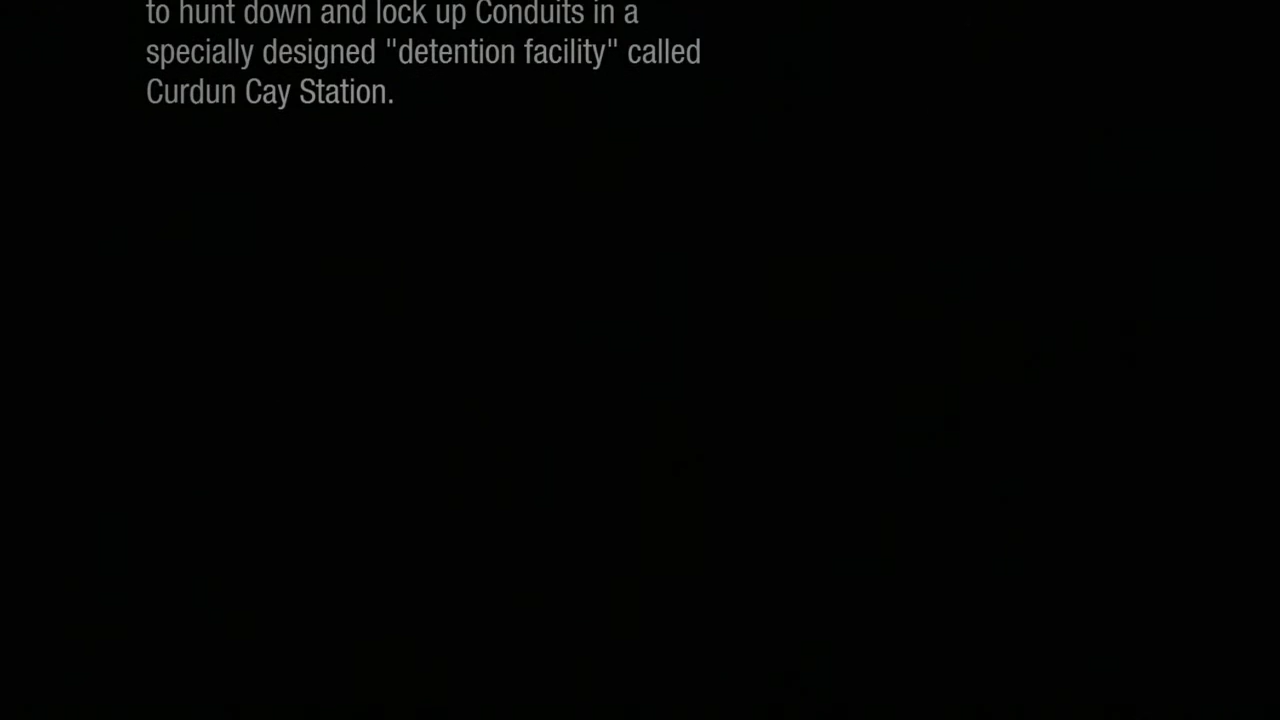 to hunt down and lock up Conduits in a
specially designed "detention facility" called
Curdun Cay Station.